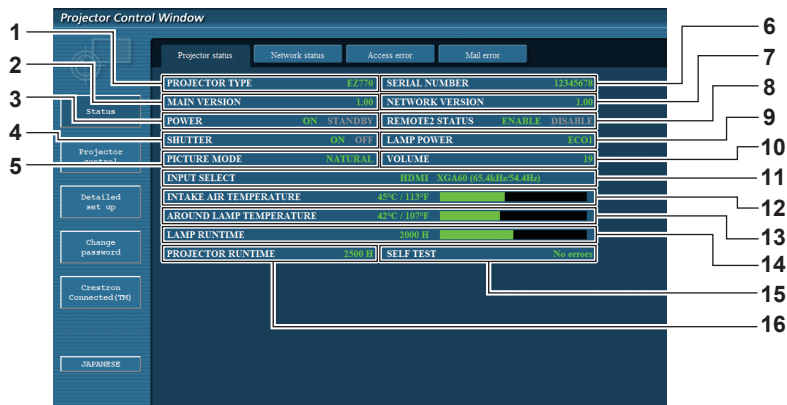 Projector Control Window
Projector status Network status Access error Mail error
Status
Projector control
Detailed set up
Change password
Crestron Connected(TM)
JAPANESE
PROJECTOR TYPE EZ770 SERIAL NUMBER 12345678
MAIN VERSION 1.00 NETWORK VERSION 1.00
POWER ON STANDBY REMOTE2 STATUS ENABLE DISABLE
SHUTTER ON OFF LAMP POWER ECO1
PICTURE MODE NATURAL VOLUME 19
INPUT SELECT HDMI XGA60 (65.4kHz/54.4Hz)
INTAKE AIR TEMPERATURE 45°C / 113°F
AROUND LAMP TEMPERATURE 42°C / 107°F
LAMP RUNTIME 2000 H
PROJECTOR RUNTIME 2500 H SELF TEST No errors
1
2
3
4
5
6
7
8
9
10
11
12
13
14
15
16